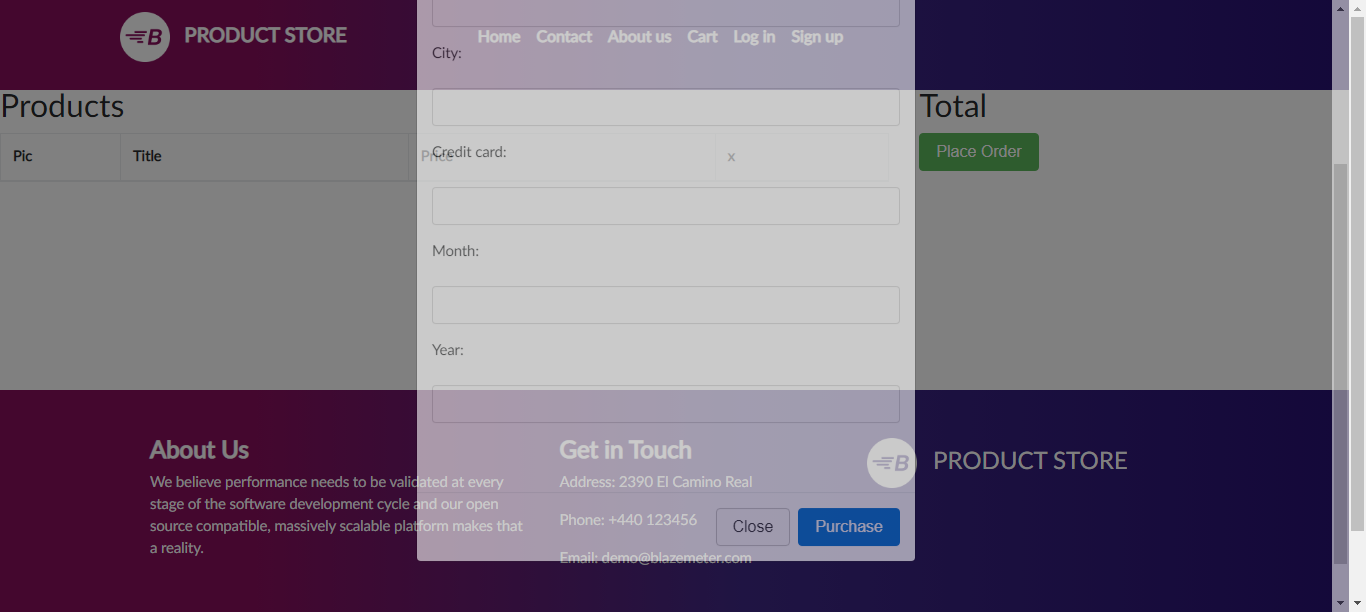 B PRODUCT STORE
Home Contact About us Cart Log in Sign up
City:
Products
Total
Pic Title Price x
Place Order
Credit card:
Month:
Year:
About Us
We believe performance needs to be validated at every
stage of the software development cycle and our open
source compatible, massively scalable platform makes that
a reality.
Get in Touch
Address: 2390 El Camino Real
Phone: +440 123456
Email: demo@blazemeter.com
B PRODUCT STORE
Close Purchase